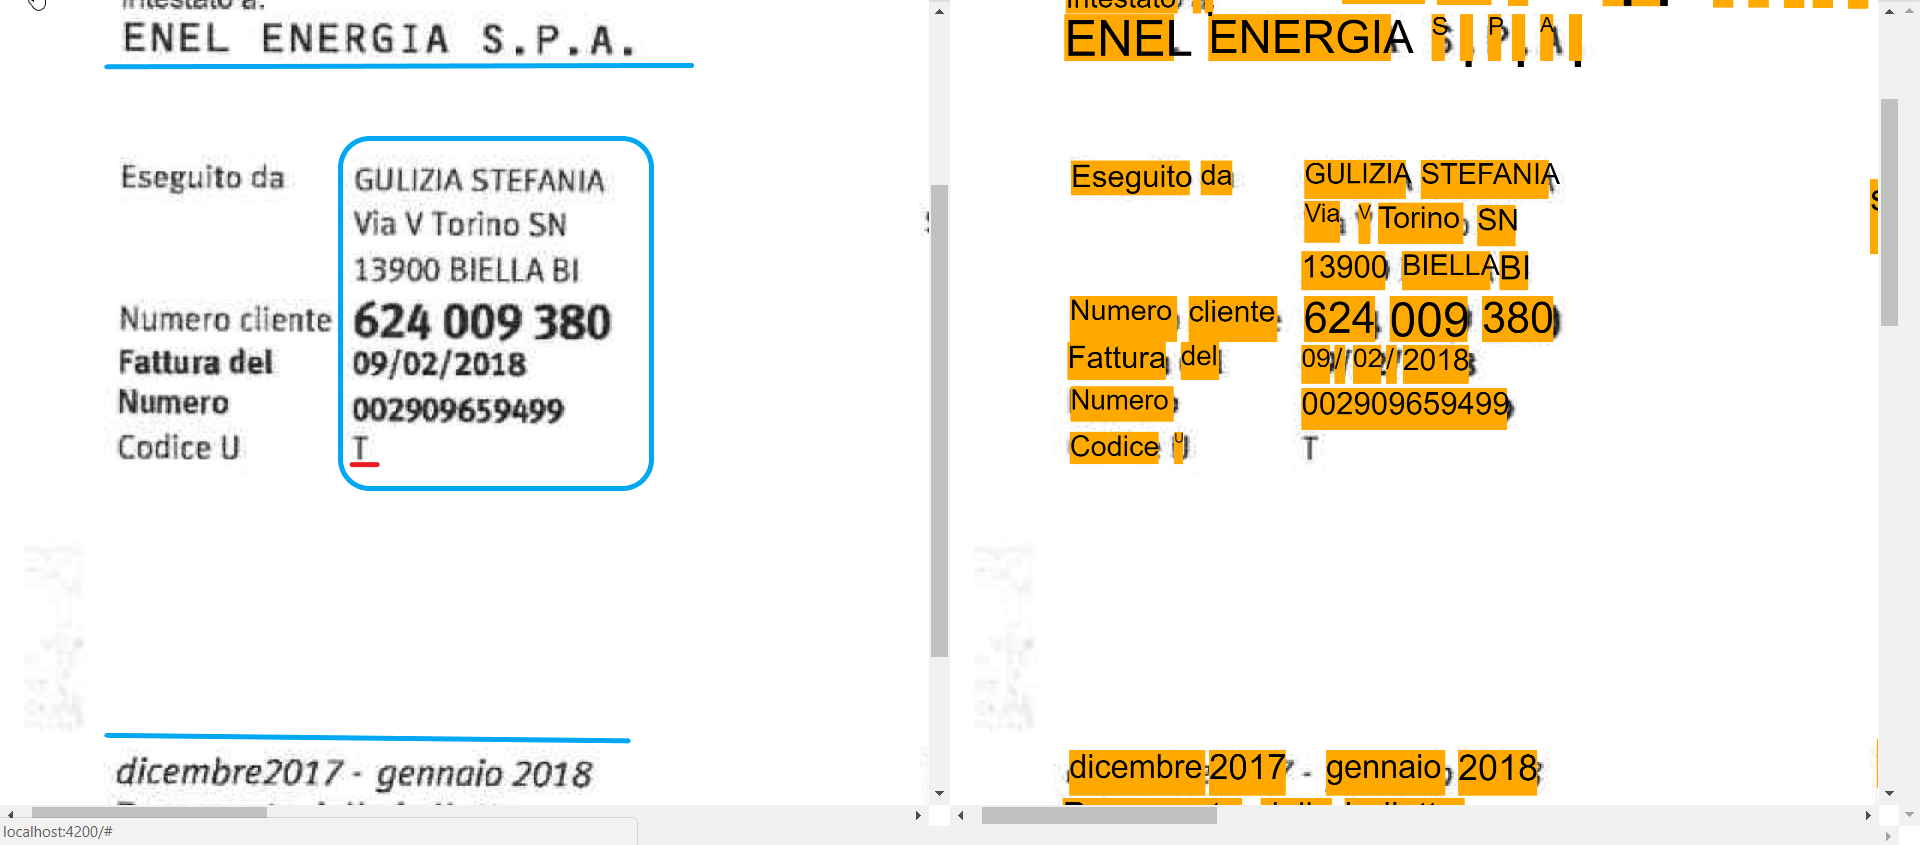 Intestato a:
ENEL ENERGIA S.P.A.
Eseguito da GULIZIA STEFANIA
Via V Torino SN
13900 BIELLA BI
Numero cliente 624 009 380
Fattura del 09/02/2018
Numero 002909659499
Codice U T
dicembre2017 - gennaio 2018
localhost:4200/#
Intestato
ENEL ENERGIA S . P . A .
Eseguito da GULIZIA STEFANIA
Via V Torino SN
13900 BIELLA BI
Numero cliente 624 009 380
Fattura del 09 / 02 / 2018
Numero 002909659499
Codice U T
dicembre 2017 - gennaio 2018